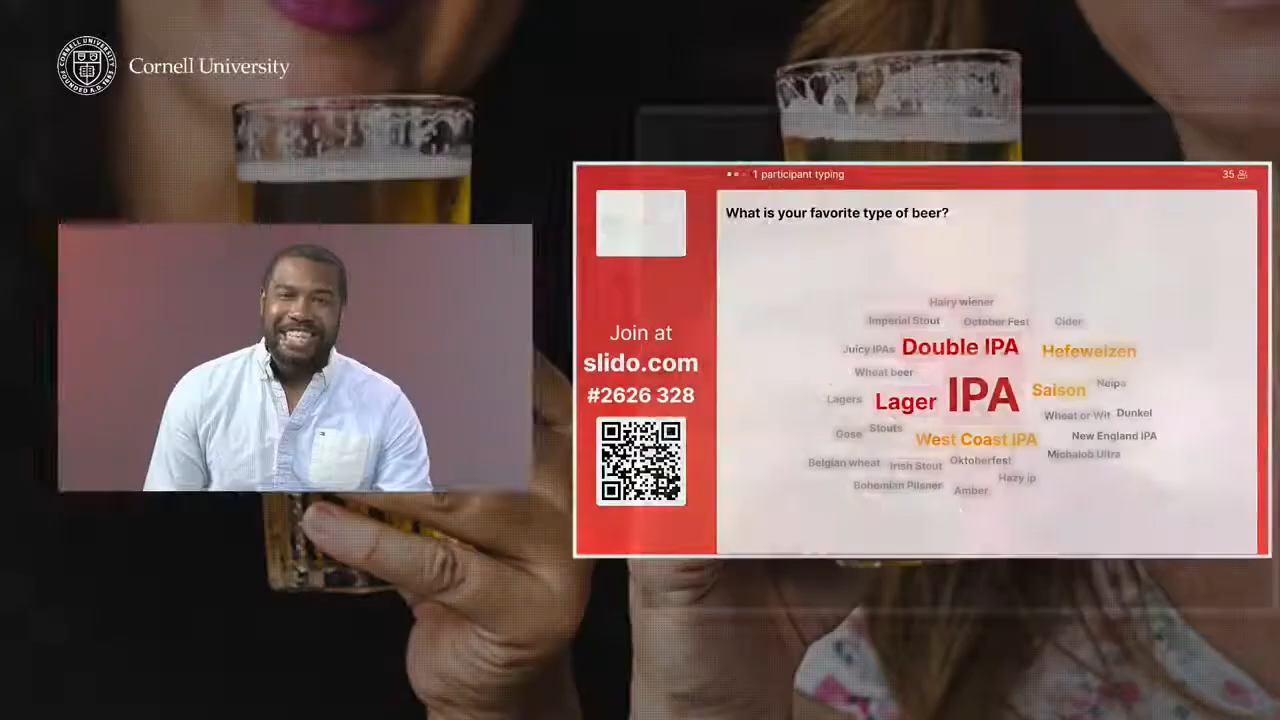 Cornell University
1 participant typing
35
What is your favorite type of beer?
Join at
slido.com
#2626 328
Hairy wiener
Imperial Stout October Fest Cider
Juicy IPAs Double IPA Hefeweizen
Wheat beer
Lagers Lager IPA Saison Neipa
Gose Stouts Wheat or Wit Dunkel
West Coast IPA New England IPA
Belgian wheat Irish Stout Oktoberfest Michalob Ultra
Bohemian Pilsner Amber Hazy ip